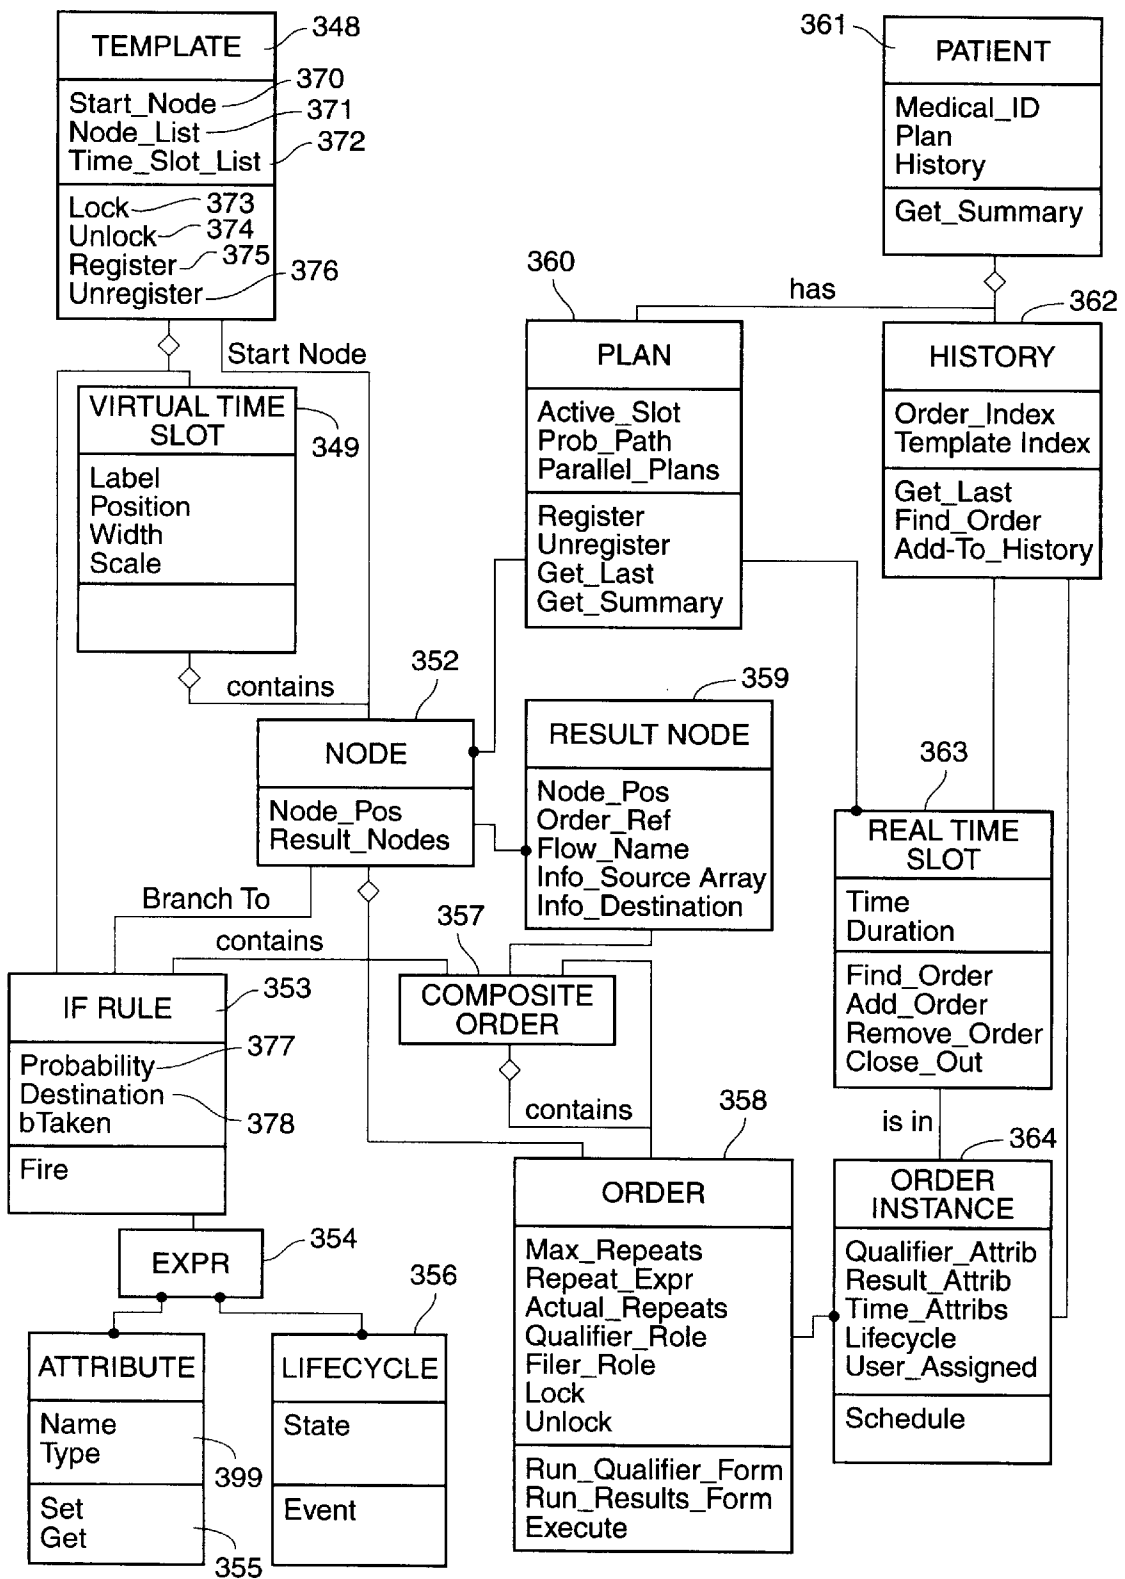 TEMPLATE
348
370
Start_Node
371
Node_List
372
Time_Slot_List
Lock
373
Unlock
374
Register
375
Unregister
376
Start Node
VIRTUAL TIME
SLOT
349
Label
Position
Width
Scale
contains
361
PATIENT
Medical_ID
Plan
History
Get_Summary
has
360
PLAN
Active_Slot
Prob_Path
Parallel_Plans
Register
Unregister
Get_Last
Get_Summary
362
HISTORY
Order_Index
Template Index
Get_Last
Find_Order
Add-To_History
352
NODE
Node_Pos
Result_Nodes
359
RESULT NODE
Node_Pos
Order_Ref
Flow_Name
Info_Source Array
Info_Destination
363
REAL TIME
SLOT
Time
Duration
Find_Order
Add_Order
Remove_Order
Close_Out
Branch To
contains
357
COMPOSITE
ORDER
contains
353
IF RULE
377
Probability
Destination
bTaken
378
Fire
354
EXPR
356
ATTRIBUTE
Name
Type
399
Set
Get
355
LIFECYCLE
State
Event
358
ORDER
Max_Repeats
Repeat_Expr
Actual_Repeats
Qualifier_Role
Filer_Role
Lock
Unlock
Run_Qualifier_Form
Run_Results_Form
Execute
is in
364
ORDER
INSTANCE
Qualifier_Attrib
Result_Attrib
Time_Attribs
Lifecycle
User_Assigned
Schedule